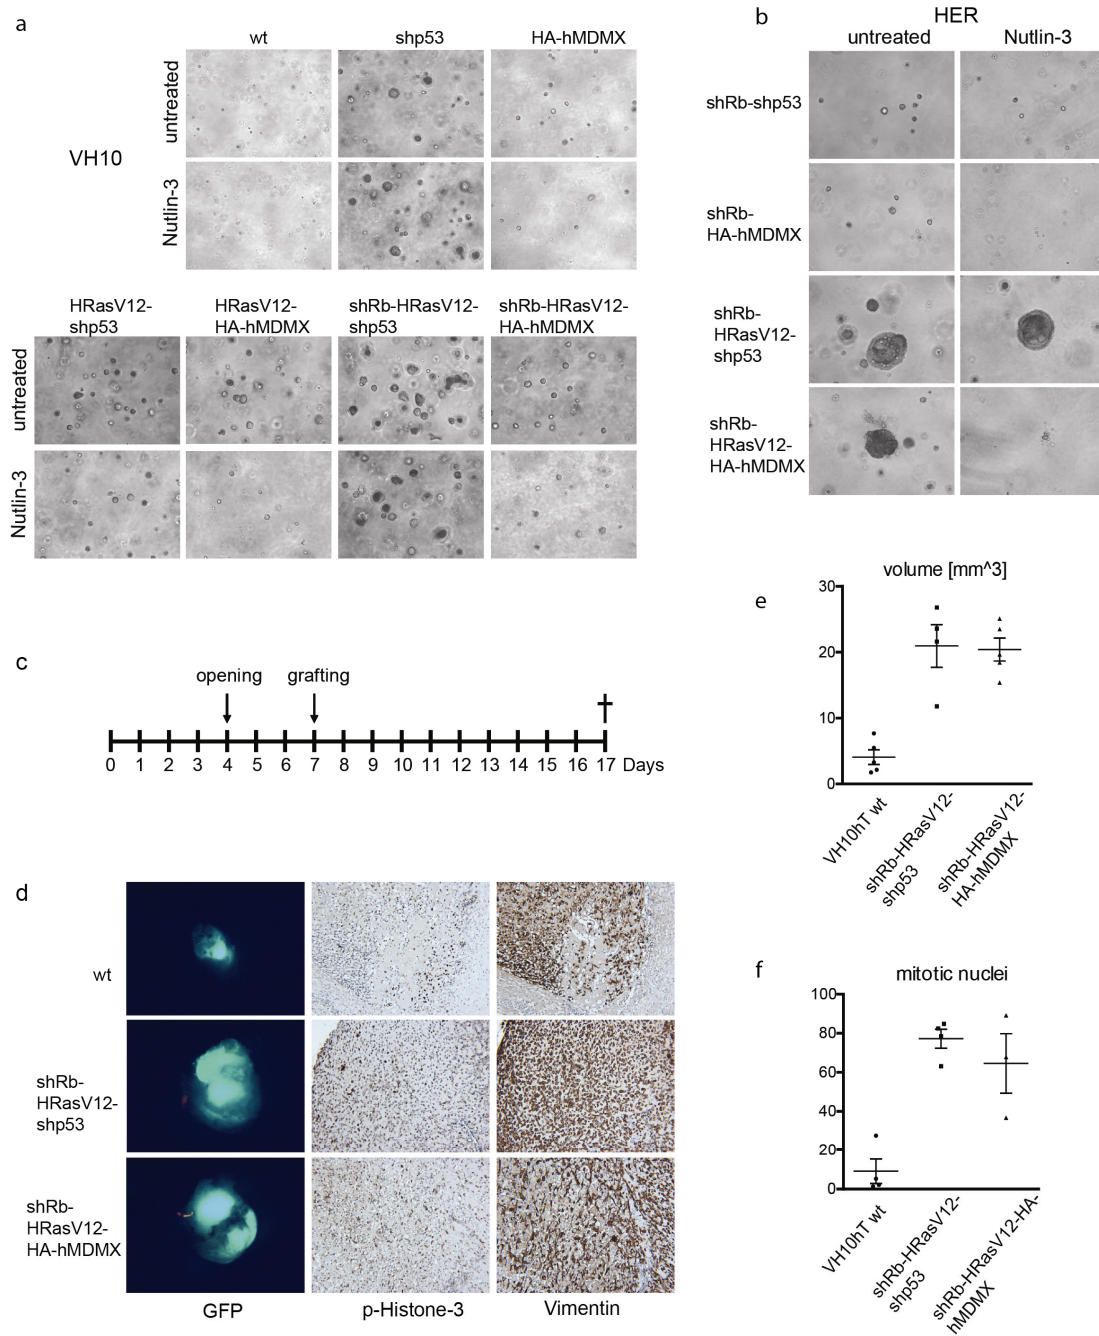 a
wt
shp53
HA-hMDMX
untreated
VH10
Nutlin-3
HRasV12-
shp53
HRasV12-
HA-hMDMX
shRb-HRasV12-
shp53
shRb-HRasV12-
HA-hMDMX
untreated
Nutlin-3
b
HER
untreated
Nutlin-3
shRb-shp53
shRb-
HA-hMDMX
shRb-
HRasV12-
shp53
shRb-
HRasV12-
HA-hMDMX
c
opening
grafting
0 1 2 3 4 5 6 7 8 9 10 11 12 13 14 15 16 17 Days
d
wt
shRb-
HRasV12-
shp53
shRb-
HRasV12-
HA-hMDMX
GFP
p-Histone-3
Vimentin
e
volume [mm^3]
30
20
10
0
VH10hT wt
shRb-HRasV12-
shp53
shRb-HRasV12-
HA-hMDMX
f
mitotic nuclei
100
80
60
40
20
0
VH10hT wt
shRb-HRasV12-
shp53
shRb-HRasV12-HA-
hMDMX